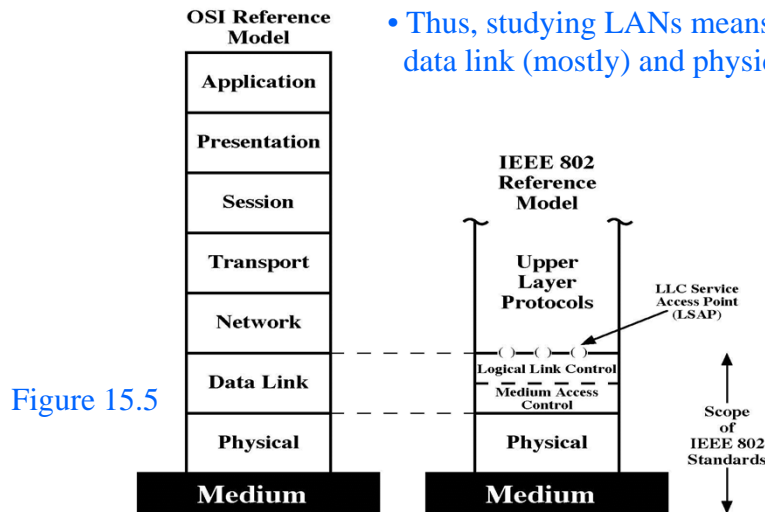 OSI Reference
Model
• Thus, studying LANs means
data link (mostly) and physic
Application
Presentation
Session
Transport
Network
Data Link
Physical
Medium
IEEE 802
Reference
Model
Upper
Layer
Protocols
LLC Service
Access Point
(LSAP)
Logical Link Control
Medium Access
Control
Physical
Medium
Scope
of
IEEE 802
Standards
Figure 15.5